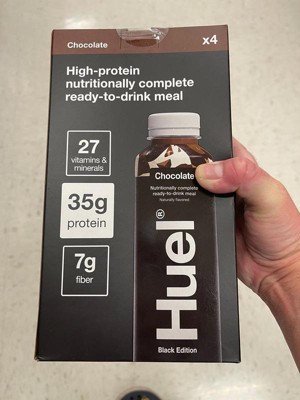 Chocolate
x4
High-protein
nutritionally complete
ready-to-drink meal
27
vitamins &
minerals
35g
protein
7g
fiber
Chocolate
Nutritionally complete
ready-to-drink meal
Naturally flavored
Huel®
Black Edition